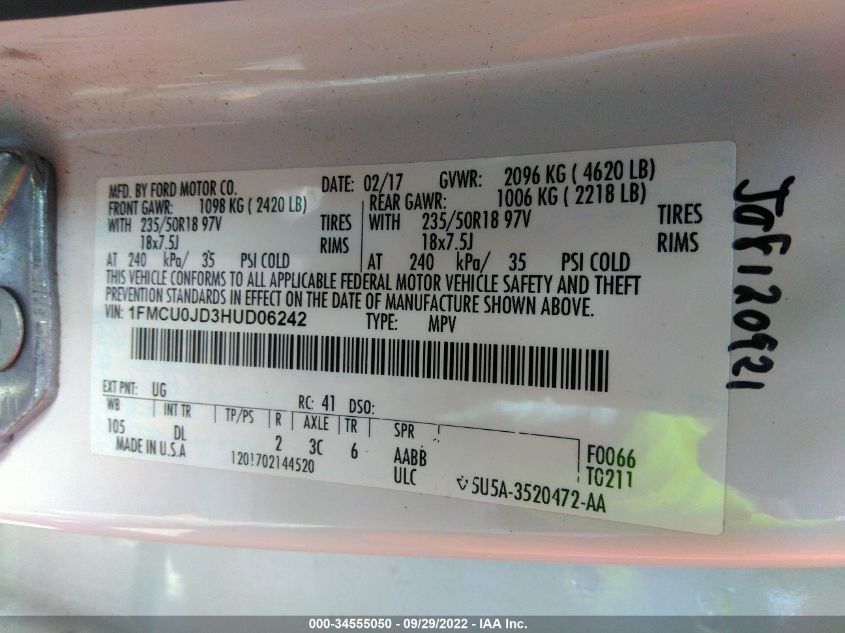 MFD. BY FORD MOTOR CO. DATE: 02/17 GVWR: 2096 KG ( 4620 LB)
FRONT GAWR: 1098 KG ( 2420 LB) REAR GAWR: 1006 KG ( 2218 LB)
WITH 235/50R18 97V TIRES WITH 235/50R18 97V TIRES
18x7.5J RIMS 18x7.5J RIMS
AT 240 kPa/ 35 PSI COLD AT 240 kPa/ 35 PSI COLD
THIS VEHICLE CONFORMS TO ALL APPLICABLE FEDERAL MOTOR VEHICLE SAFETY AND THEFT
PREVENTION STANDARDS IN EFFECT ON THE DATE OF MANUFACTURE SHOWN ABOVE.
VIN: 1FMCU0JD3HUD06242 TYPE: MPV
EXT PNT: UG RC: 41 DSO:
WB INT TR TP/PS R AXLE TR SPR
105 DL 2 3C 6 AABB F0066
MADE IN U.S.A 1201702144520 ULC T0211
5U5A-3520472-AA
000-34555050 - 09/29/2022 - IAA Inc.